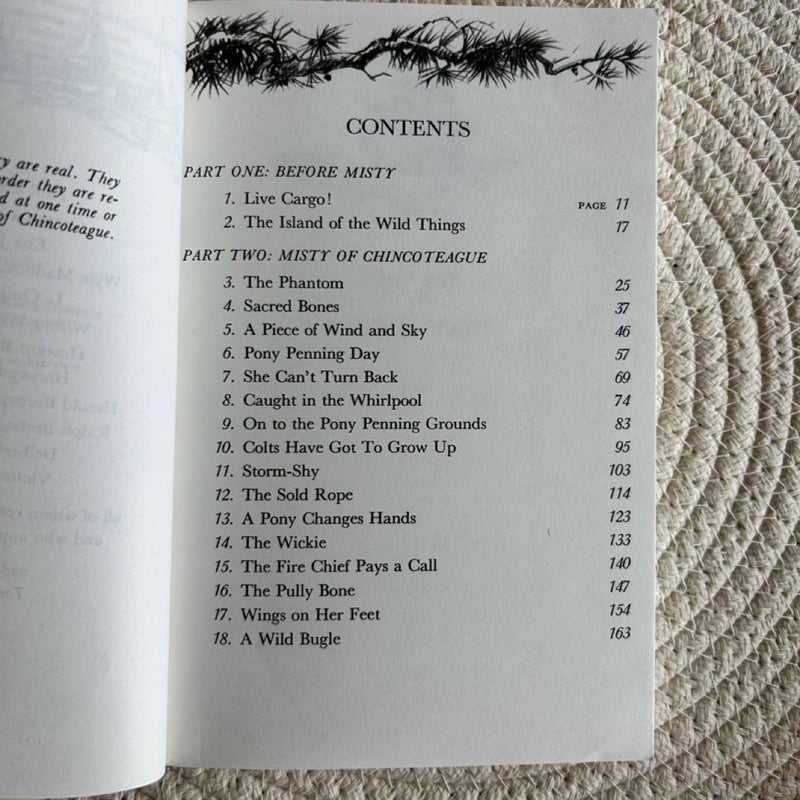 y are real. They
rder they are re-
d at one time or
of Chincoteague.
CONTENTS
PART ONE: BEFORE MISTY
1. Live Cargo! PAGE 11
2. The Island of the Wild Things 17
PART TWO: MISTY OF CHINCOTEAGUE
3. The Phantom 25
4. Sacred Bones 37
5. A Piece of Wind and Sky 46
6. Pony Penning Day 57
7. She Can't Turn Back 69
8. Caught in the Whirlpool 74
9. On to the Pony Penning Grounds 83
10. Colts Have Got To Grow Up 95
11. Storm-Shy 103
12. The Sold Rope 114
13. A Pony Changes Hands 123
14. The Wickie 133
15. The Fire Chief Pays a Call 140
16. The Pully Bone 147
17. Wings on Her Feet 154
18. A Wild Bugle 163